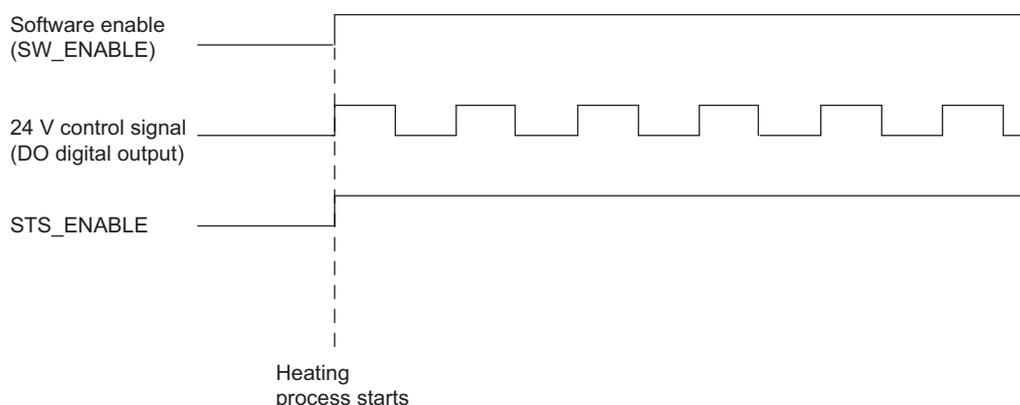 Software enable
(SW_ENABLE)
24 V control signal
(DO digital output)
STS_ENABLE
Heating
process starts